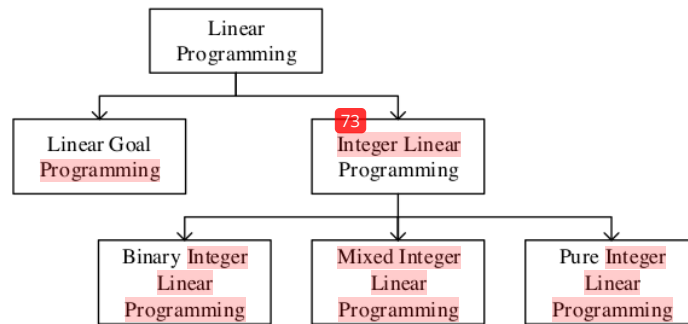 Linear
Programming
Linear Goal
Programming
73
Integer Linear
Programming
Binary Integer
Linear
Programming
Mixed Integer
Linear
Programming
Pure Integer
Linear
Programming